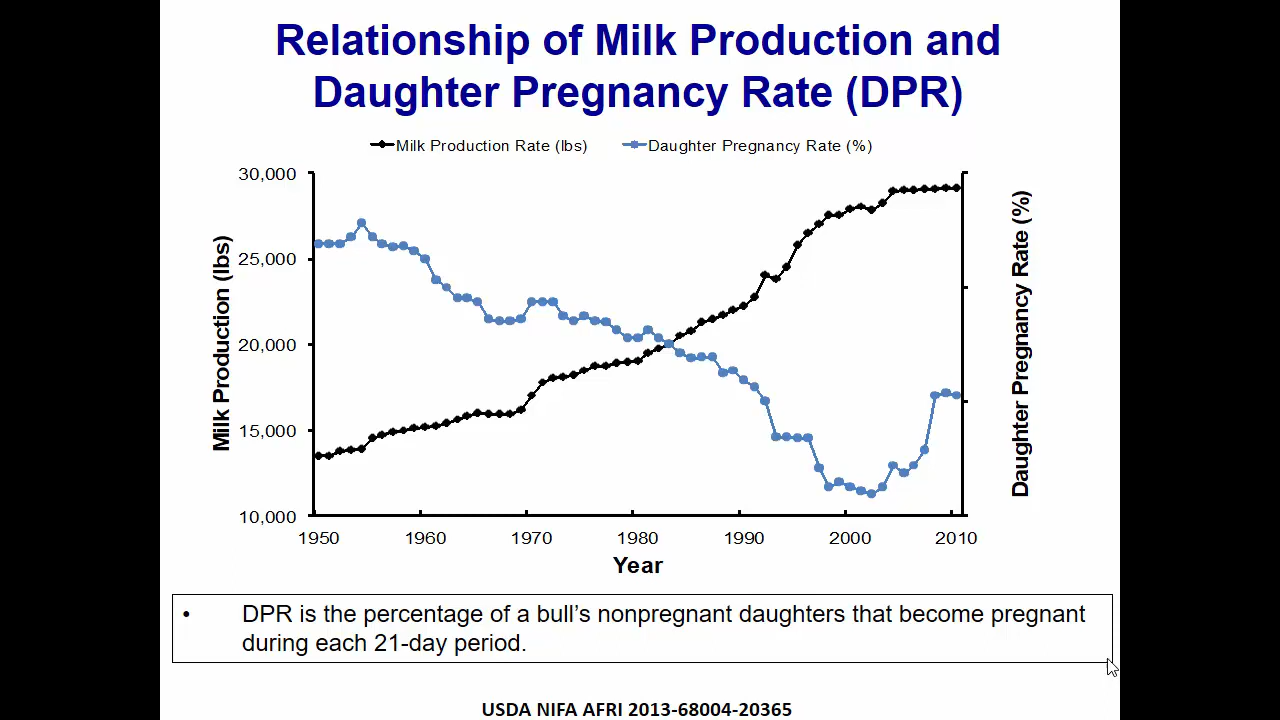 Relationship of Milk Production and
Daughter Pregnancy Rate (DPR)
Milk Production Rate (lbs)
Daughter Pregnancy Rate (%)
30,000
25,000
20,000
15,000
10,000
Milk Production (lbs)
Daughter Pregnancy Rate (%)
1950 1960 1970 1980 1990 2000 2010
Year
• DPR is the percentage of a bull’s nonpregnant daughters that become pregnant
during each 21-day period.
USDA NIFA AFRI 2013-68004-20365